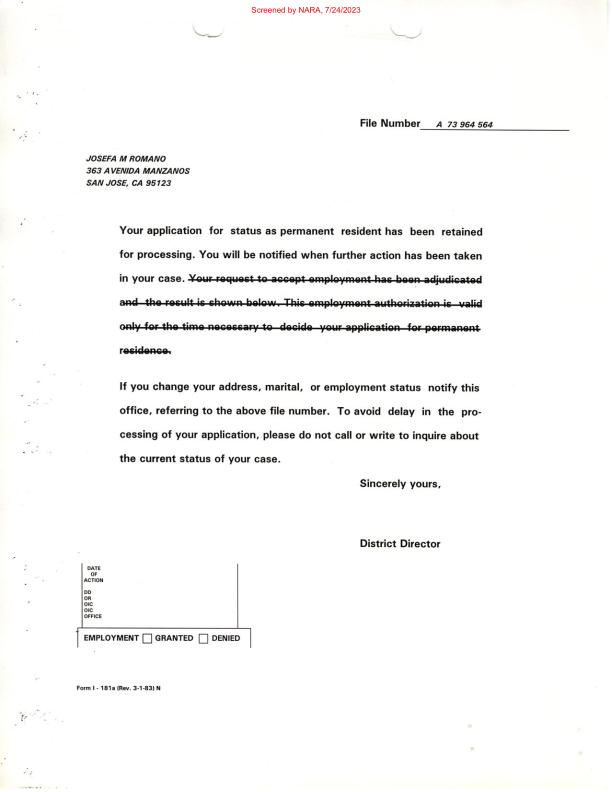 Screened by NARA, 7/24/2023
File Number A 73 964 564
JOSEFA M ROMANO
363 AVENIDA MANZANOS
SAN JOSE, CA 95123
Your application for status as permanent resident has been retained
for processing. You will be notified when further action has been taken
in your case. Your request to accept employment has been adjudicated
and the result is shown below. This employment authorization is valid
only for the time necessary to decide your application for permanent
residence.
If you change your address, marital, or employment status notify this
office, referring to the above file number. To avoid delay in the pro-
cessing of your application, please do not call or write to inquire about
the current status of your case.
Sincerely yours,
District Director
DATE
OF
ACTION
DD
OR
OIC
OIC
OFFICE
EMPLOYMENT GRANTED DENIED
Form I - 181a (Rev. 3-1-83) N